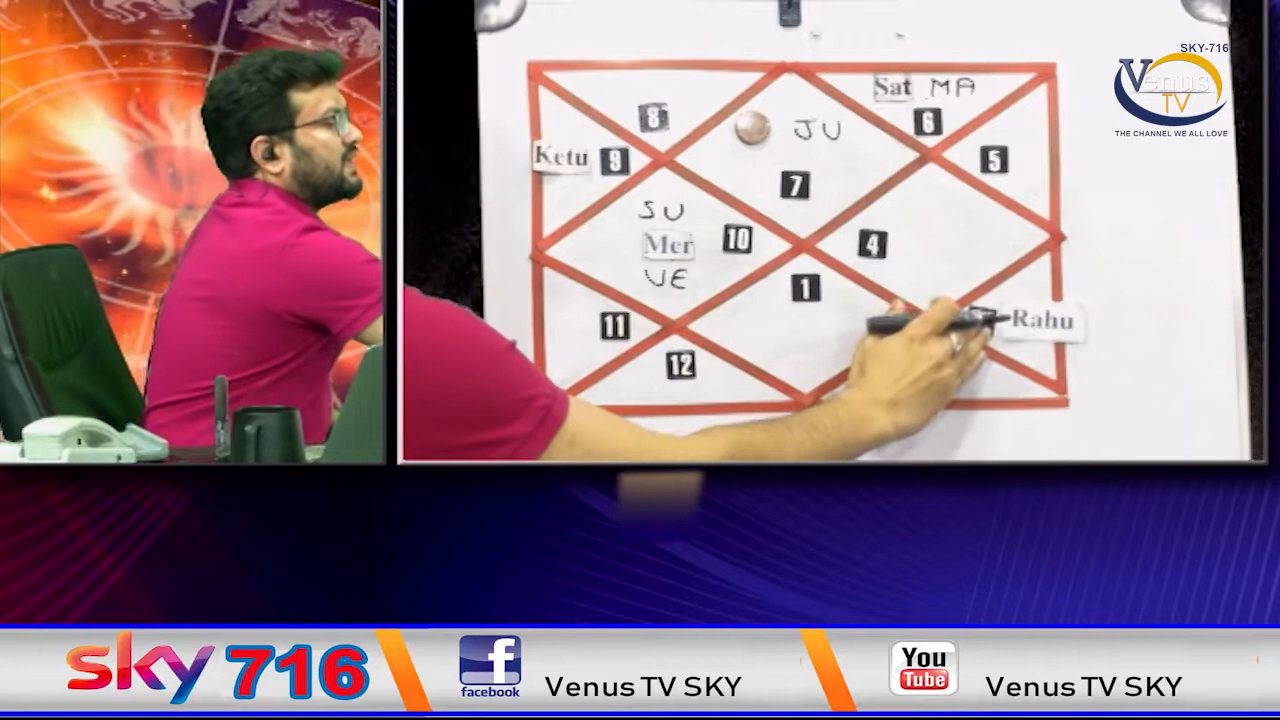 SKY-716
Venus
TV
THE CHANNEL WE ALL LOVE
Sat MA
8
JU
6
Ketu 9
5
7
SU
Mer 10
4
VE
1
11
Rahu
12
sky 716
facebook
Venus TV SKY
You
Tube
Venus TV SKY